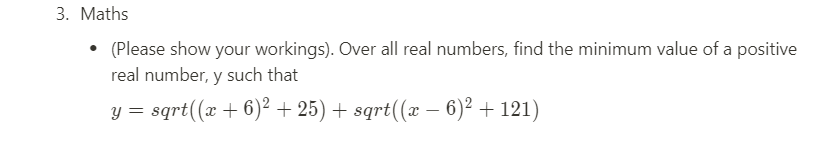 3. Maths
• (Please show your workings). Over all real numbers, find the minimum value of a positive
real number, y such that
y = sqrt((x + 6)² + 25) + sqrt((x − 6)² + 121)